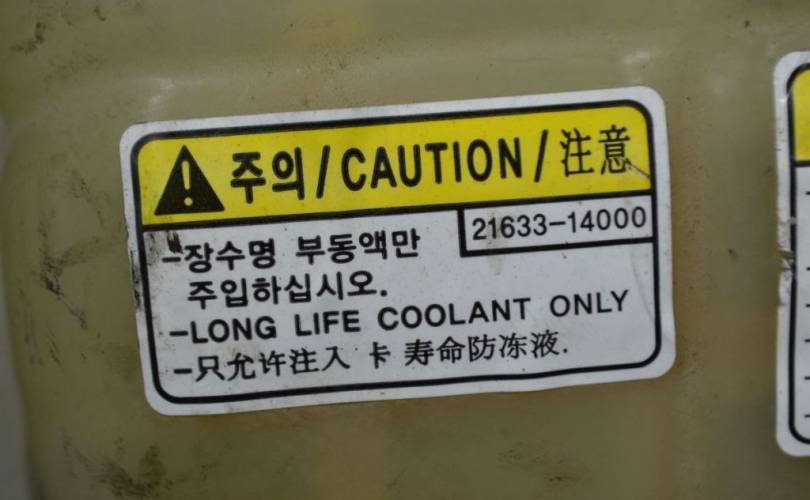 주의/CAUTION/注意
21633-14000
-장수명 부동액만
주입하십시오.
-LONG LIFE COOLANT ONLY
-只允许注入 卡 寿命防冻液.